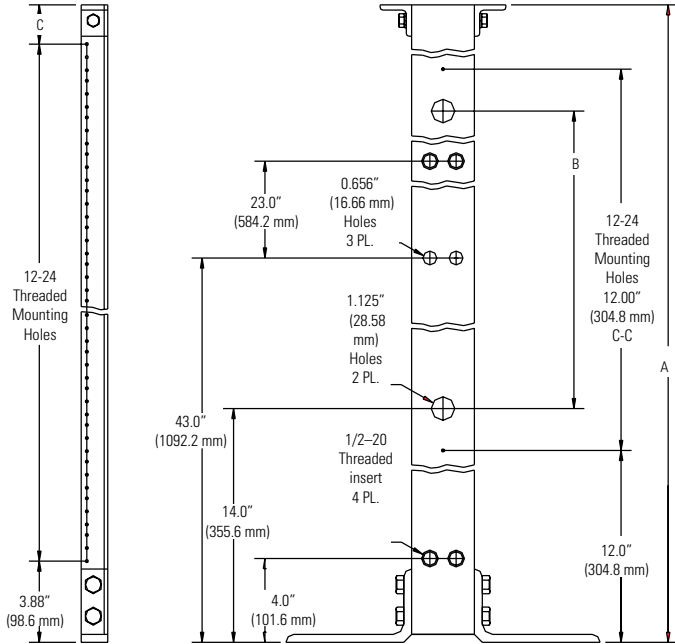 C
12-24
Threaded
Mounting
Holes
3.88"
(98.6 mm)
23.0"
(584.2 mm)
43.0"
(1092.2 mm)
14.0"
(355.6 mm)
4.0"
(101.6 mm)
0.656"
(16.66 mm)
Holes
3 PL.
1.125"
(28.58
mm)
Holes
2 PL.
1/2–20
Threaded
insert
4 PL.
B
12-24
Threaded
Mounting
Holes
12.00"
(304.8 mm)
C-C
12.0"
(304.8 mm)
A